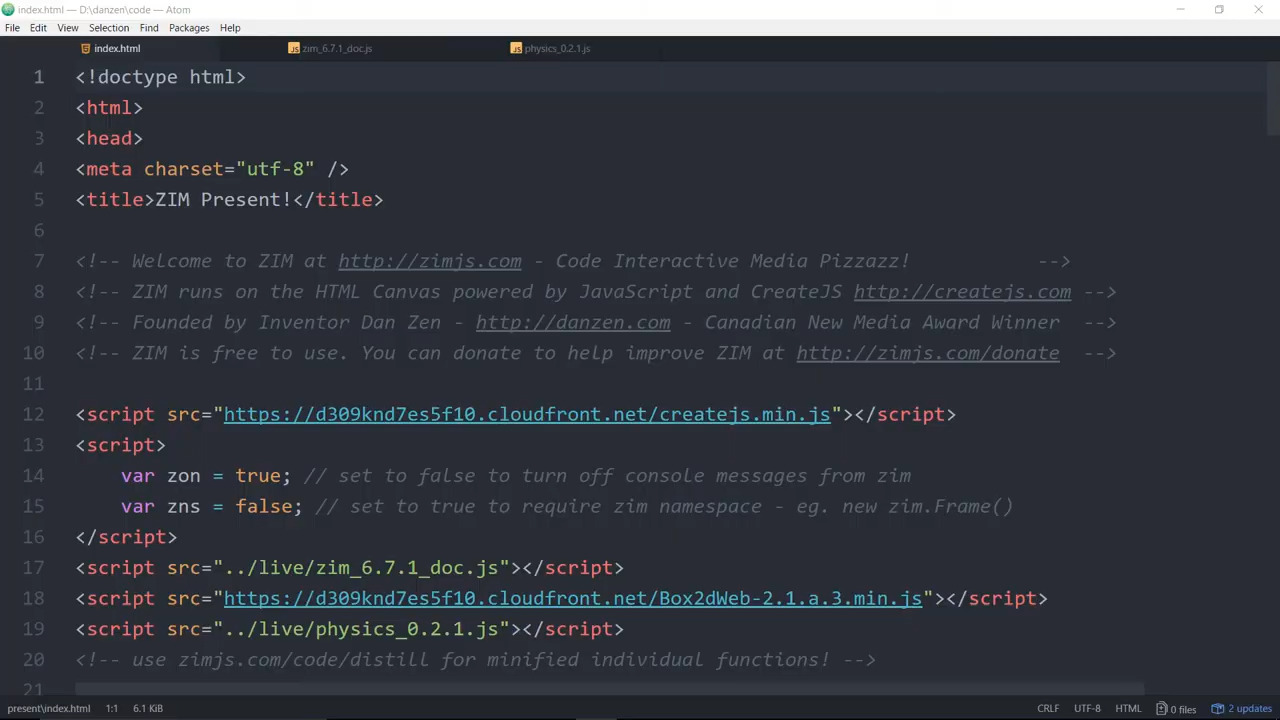 index.html — D:\danzen\code — Atom
File Edit View Selection Find Packages Help
index.html zim_6.7.1_doc.js physics_0.2.1.js
1 <!doctype html>
2 <html>
3 <head>
4 <meta charset="utf-8" />
5 <title>ZIM Present!</title>
6
7 <!-- Welcome to ZIM at http://zimjs.com - Code Interactive Media Pizzazz! -->
8 <!-- ZIM runs on the HTML Canvas powered by JavaScript and CreateJS http://createjs.com -->
9 <!-- Founded by Inventor Dan Zen - http://danzen.com - Canadian New Media Award Winner -->
10 <!-- ZIM is free to use. You can donate to help improve ZIM at http://zimjs.com/donate -->
11
12 <script src="https://d309knd7es5f10.cloudfront.net/createjs.min.js"></script>
13 <script>
14 var zon = true; // set to false to turn off console messages from zim
15 var zns = false; // set to true to require zim namespace - eg. new zim.Frame()
16 </script>
17 <script src="../live/zim_6.7.1_doc.js"></script>
18 <script src="https://d309knd7es5f10.cloudfront.net/Box2dWeb-2.1.a.3.min.js"></script>
19 <script src="../live/physics_0.2.1.js"></script>
20 <!-- use zimjs.com/code/distill for minified individual functions! -->
21
present\index.html 1:1 6.1 KiB CRLF UTF-8 HTML 0 files 2 updates